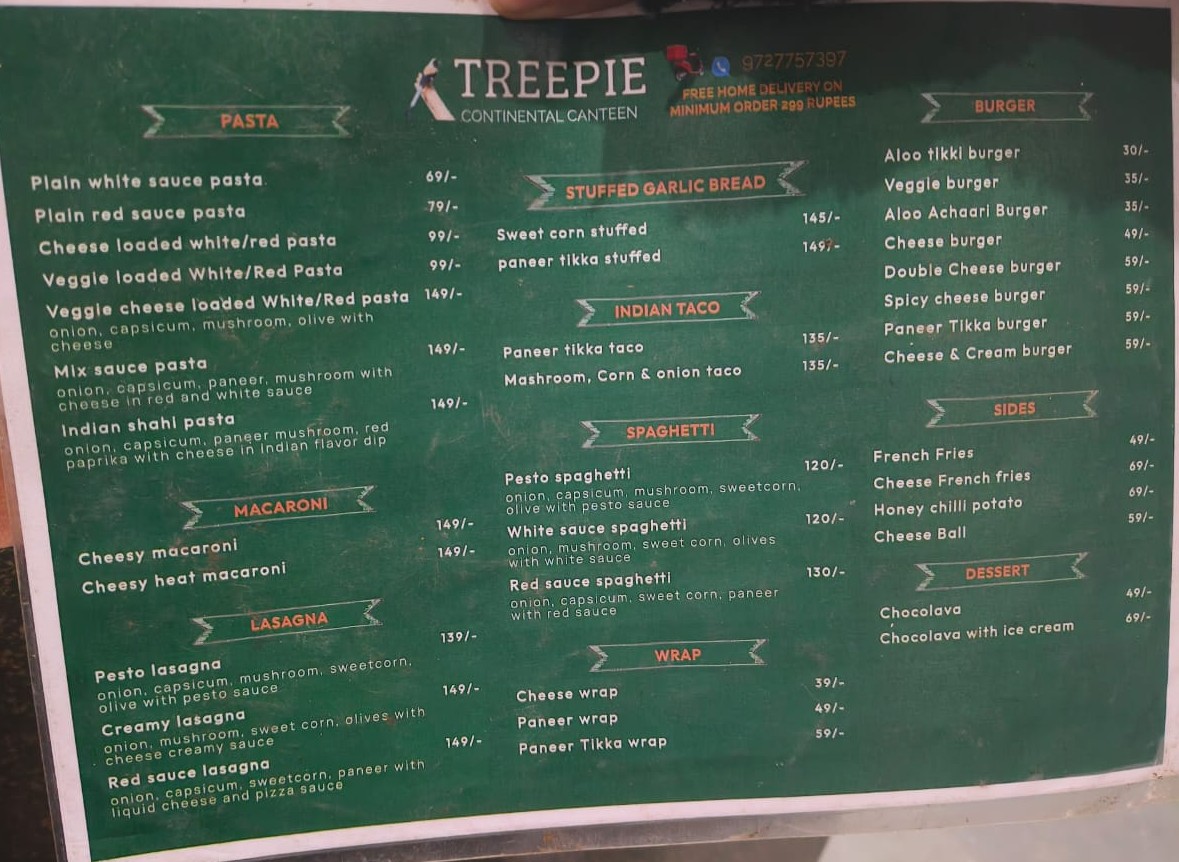 TREEPIE
CONTINENTAL CANTEEN
9727757397
FREE HOME DELIVERY ON
MINIMUM ORDER 299 RUPEES
PASTA
Plain white sauce pasta 69/-
Plain red sauce pasta 79/-
Cheese loaded white/red pasta 99/-
Veggie loaded White/Red Pasta 99/-
Veggie cheese loaded White/Red pasta 149/-
onion, capsicum, mushroom, olive with
cheese
Mix sauce pasta 149/-
onion, capsicum, paneer, mushroom with
cheese in red and white sauce
Indian shahl pasta 149/-
onion, capsicum, paneer mushroom, red
paprika with cheese in indian flavor dip
MACARONI
Cheesy macaroni 149/-
Cheesy heat macaroni 149/-
LASAGNA
Pesto lasagna 139/-
onion, capsicum, mushroom, sweetcorn,
olive with pesto sauce
Creamy lasagna 149/-
onion, mushroom, sweet corn, olives with
cheese creamy sauce
Red sauce lasagna 149/-
onion, capsicum, sweetcorn, paneer with
liquid cheese and pizza sauce
STUFFED GARLIC BREAD
Sweet corn stuffed 145/-
paneer tikka stuffed 149/-
INDIAN TACO
Paneer tikka taco 135/-
Mashroom, Corn & onion taco 135/-
SPAGHETTI
Pesto spaghetti 120/-
onion, capsicum, mushroom, sweetcorn,
olive with pesto sauce
White sauce spaghetti 120/-
onion, mushroom, sweet corn, olives
with white sauce
Red sauce spaghetti 130/-
onion, capsicum, sweet corn, paneer
with red sauce
WRAP
Cheese wrap 39/-
Paneer wrap 49/-
Paneer Tikka wrap 59/-
BURGER
Aloo tikki burger 30/-
Veggie burger 35/-
Aloo Achaari Burger 35/-
Cheese burger 49/-
Double Cheese burger 59/-
Spicy cheese burger 59/-
Paneer Tikka burger 59/-
Cheese & Cream burger 59/-
SIDES
French Fries 49/-
Cheese French fries 69/-
Honey chilli potato 69/-
Cheese Ball 59/-
DESSERT
Chocolava 49/-
Chocolava with ice cream 69/-